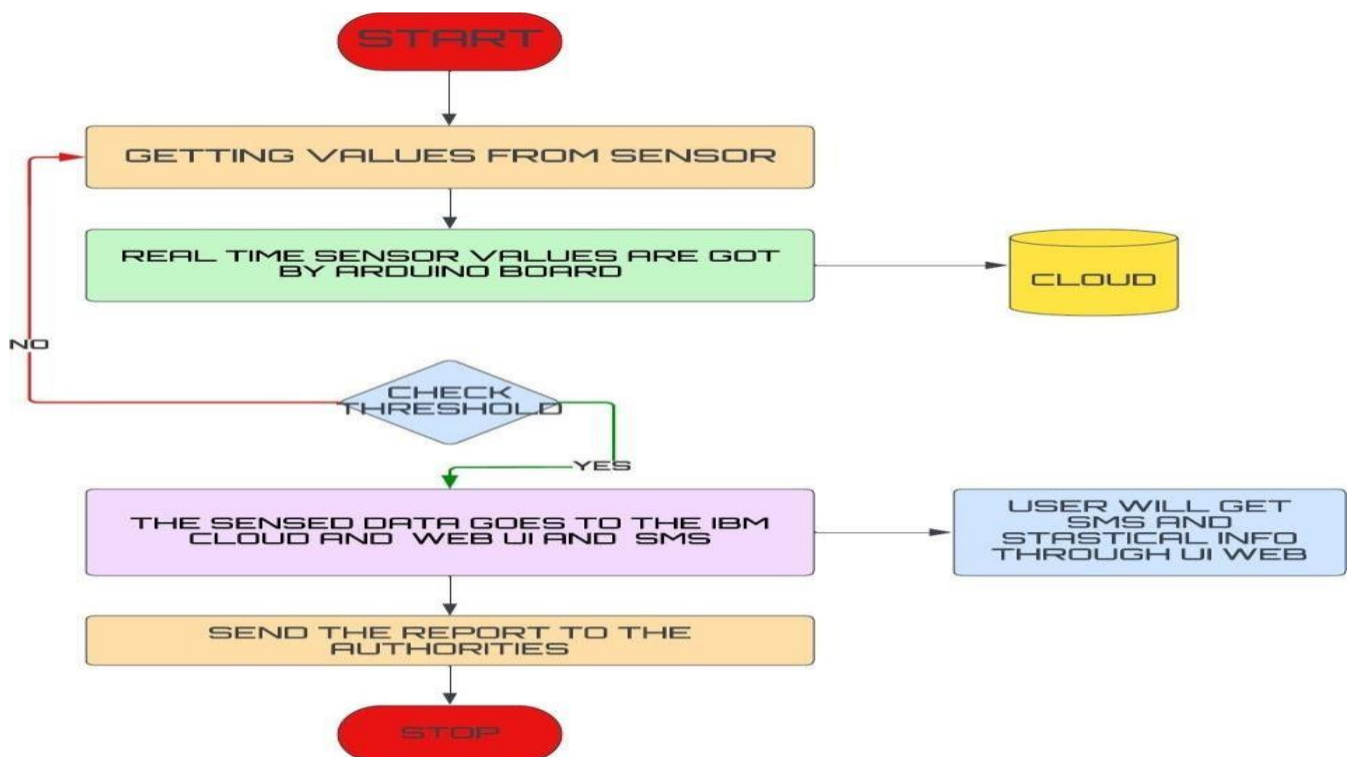 START
GETTING VALUES FROM SENSOR
REAL TIME SENSOR VALUES ARE GOT
BY ARDUINO BOARD
CLOUD
NO
CHECK
THRESHOLD
YES
THE SENSED DATA GOES TO THE IBM
CLOUD AND WEB UI AND SMS
USER WILL GET
SMS AND
STASTICAL INFO
THROUGH UI WEB
SEND THE REPORT TO THE
AUTHORITIES
STOP